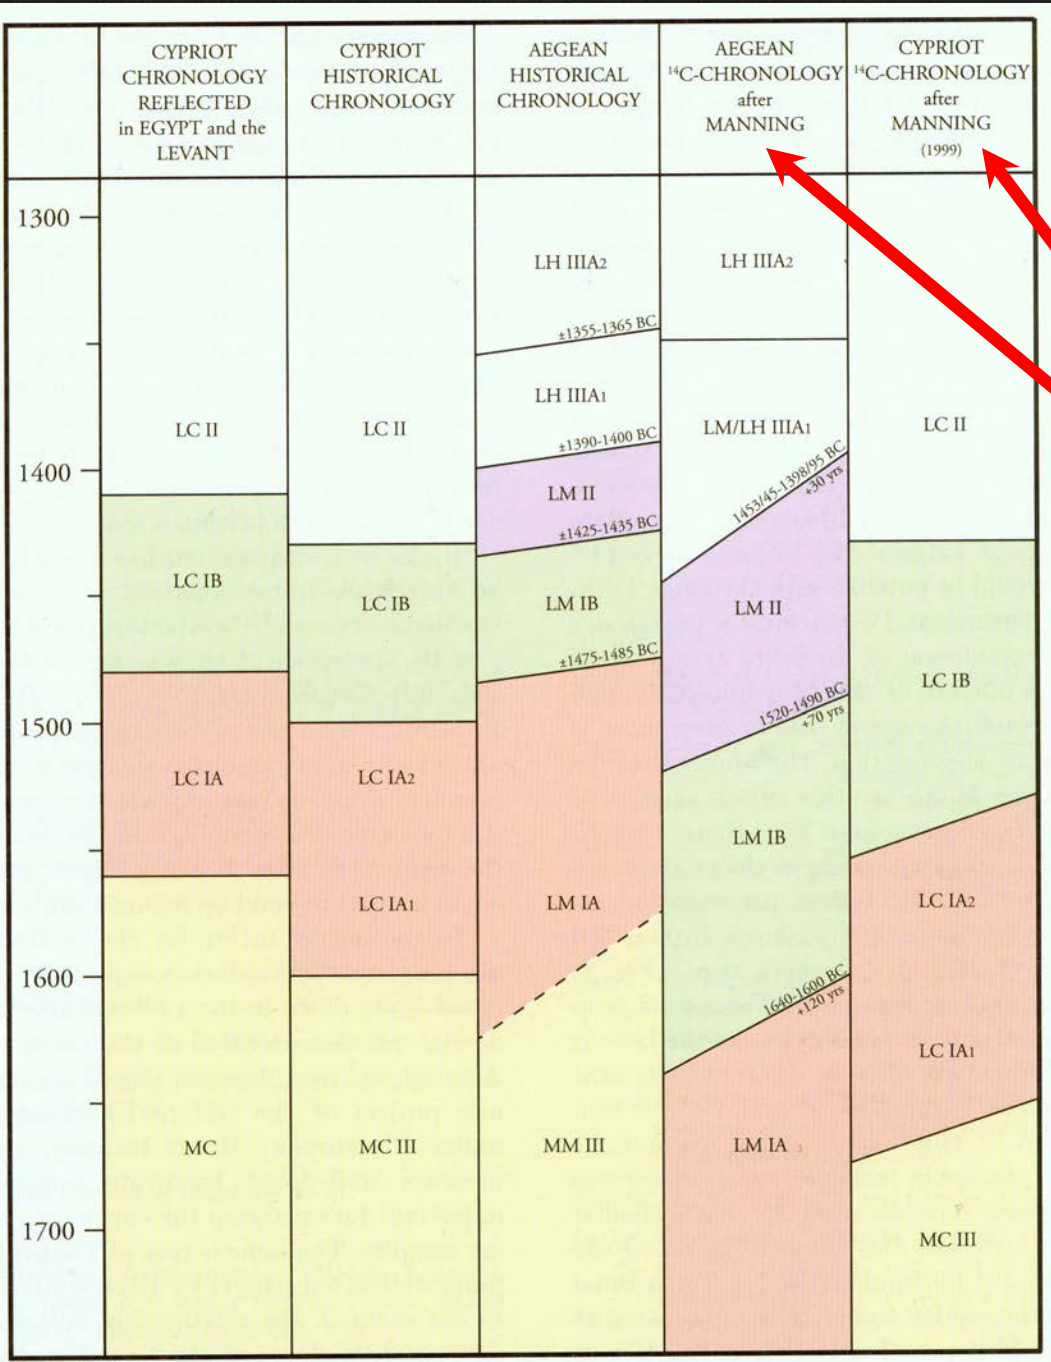 CYPRIOT
CHRONOLOGY
REFLECTED
in EGYPT and the
LEVANT
CYPRIOT
HISTORICAL
CHRONOLOGY
AEGEAN
HISTORICAL
CHRONOLOGY
AEGEAN
¹⁴C-CHRONOLOGY
after
MANNING
CYPRIOT
¹⁴C-CHRONOLOGY
after
MANNING
(1999)
1300
1400
1500
1600
1700
LC II
LC IB
LC IA
MC
LC II
LC IB
LC IA2
LC IA1
MC III
LH IIIA2
±1355-1365 BC
LH IIIA1
±1390-1400 BC
LM II
±1425-1435 BC
LM IB
±1475-1485 BC
LM IA
MM III
LH IIIA2
LM/LH IIIA1
1453/45-1398/95 BC
+30 yrs
LM II
1520-1490 BC
+70 yrs
LM IB
1640-1600 BC
+120 yrs
LM IA
LC II
LC IB
LC IA2
LC IA1
MC III